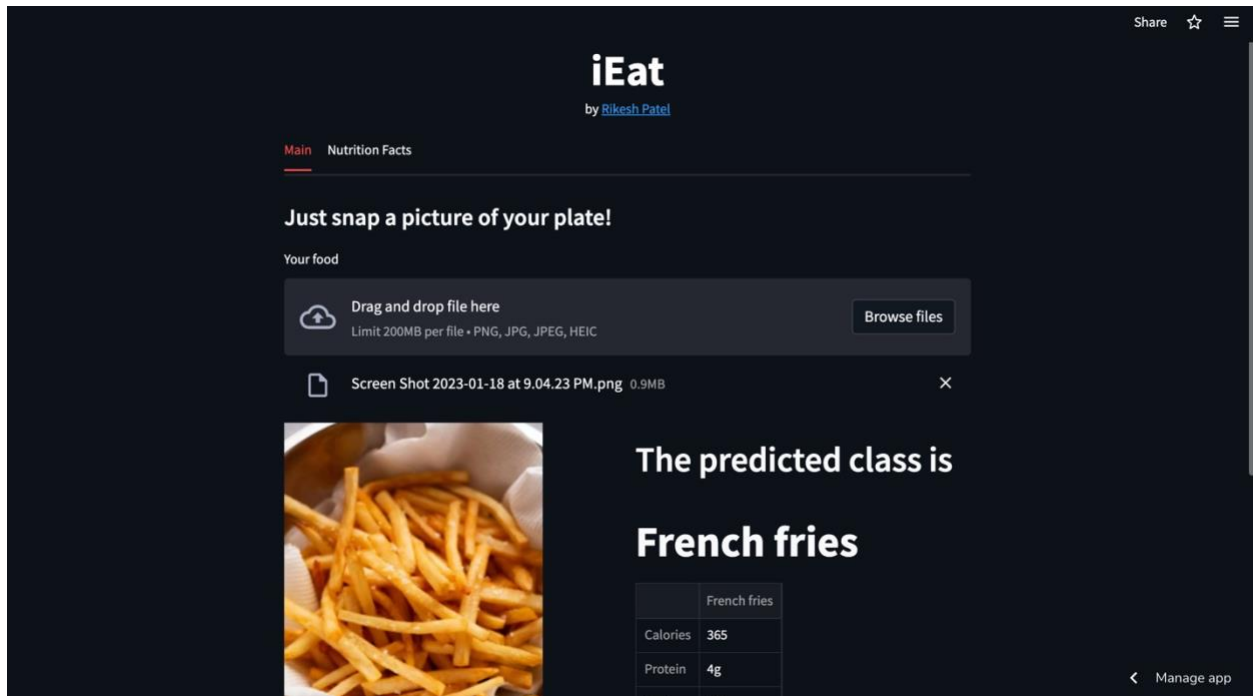 Share
iEat
by Rikesh Patel
Main Nutrition Facts
Just snap a picture of your plate!
Your food
Drag and drop file here
Limit 200MB per file • PNG, JPG, JPEG, HEIC
Browse files
Screen Shot 2023-01-18 at 9.04.23 PM.png 0.9MB
The predicted class is
French fries
French fries
Calories 365
Protein 4g
Manage app